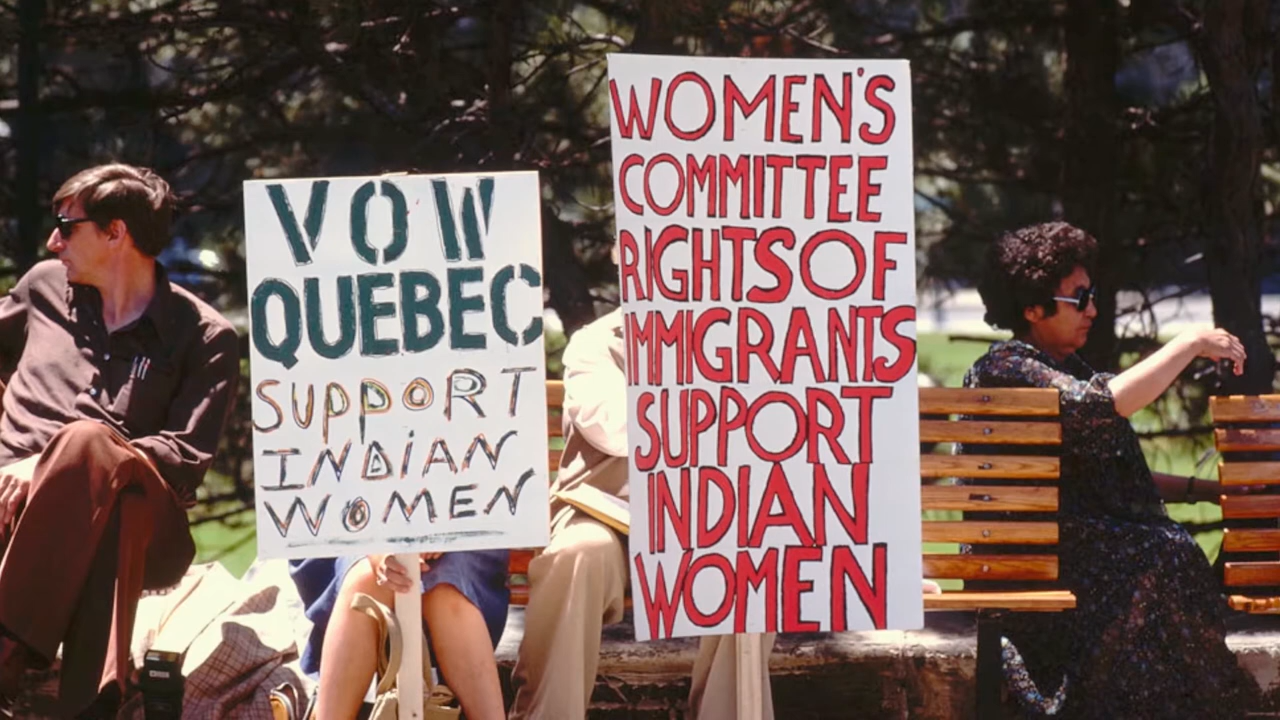 VOW
QUEBEC
SUPPORT
INDIAN
WOMEN
WOMEN'S
COMMITTEE
RIGHTS OF
IMMIGRANTS
SUPPORT
INDIAN
WOMEN